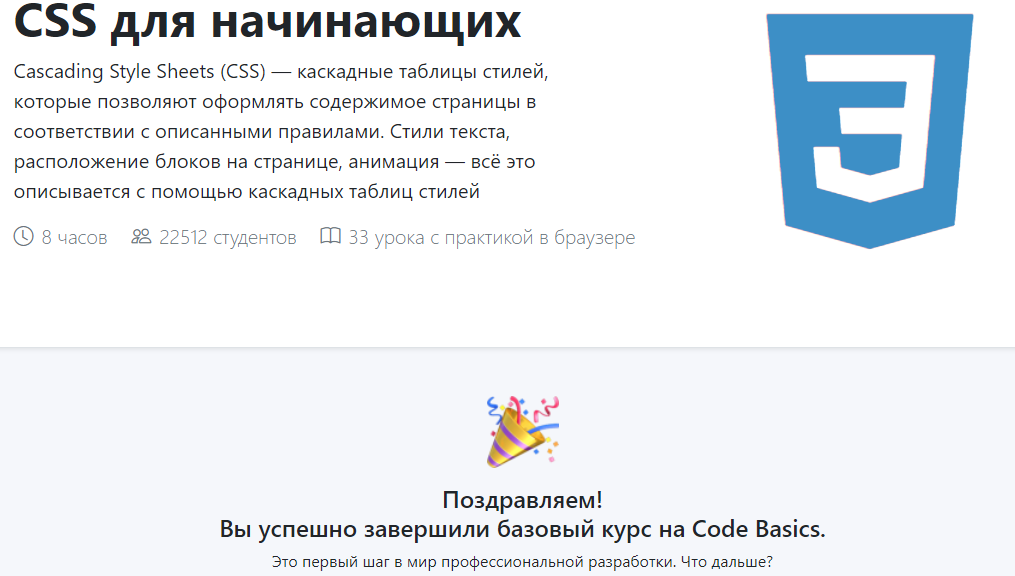 CSS для начинающих
Cascading Style Sheets (CSS) — каскадные таблицы стилей,
которые позволяют оформлять содержимое страницы в
соответствии с описанными правилами. Стили текста,
расположение блоков на странице, анимация — всё это
описывается с помощью каскадных таблиц стилей
8 часов 22512 студентов 33 урока с практикой в браузере
Поздравляем!
Вы успешно завершили базовый курс на Code Basics.
Это первый шаг в мир профессиональной разработки. Что дальше?